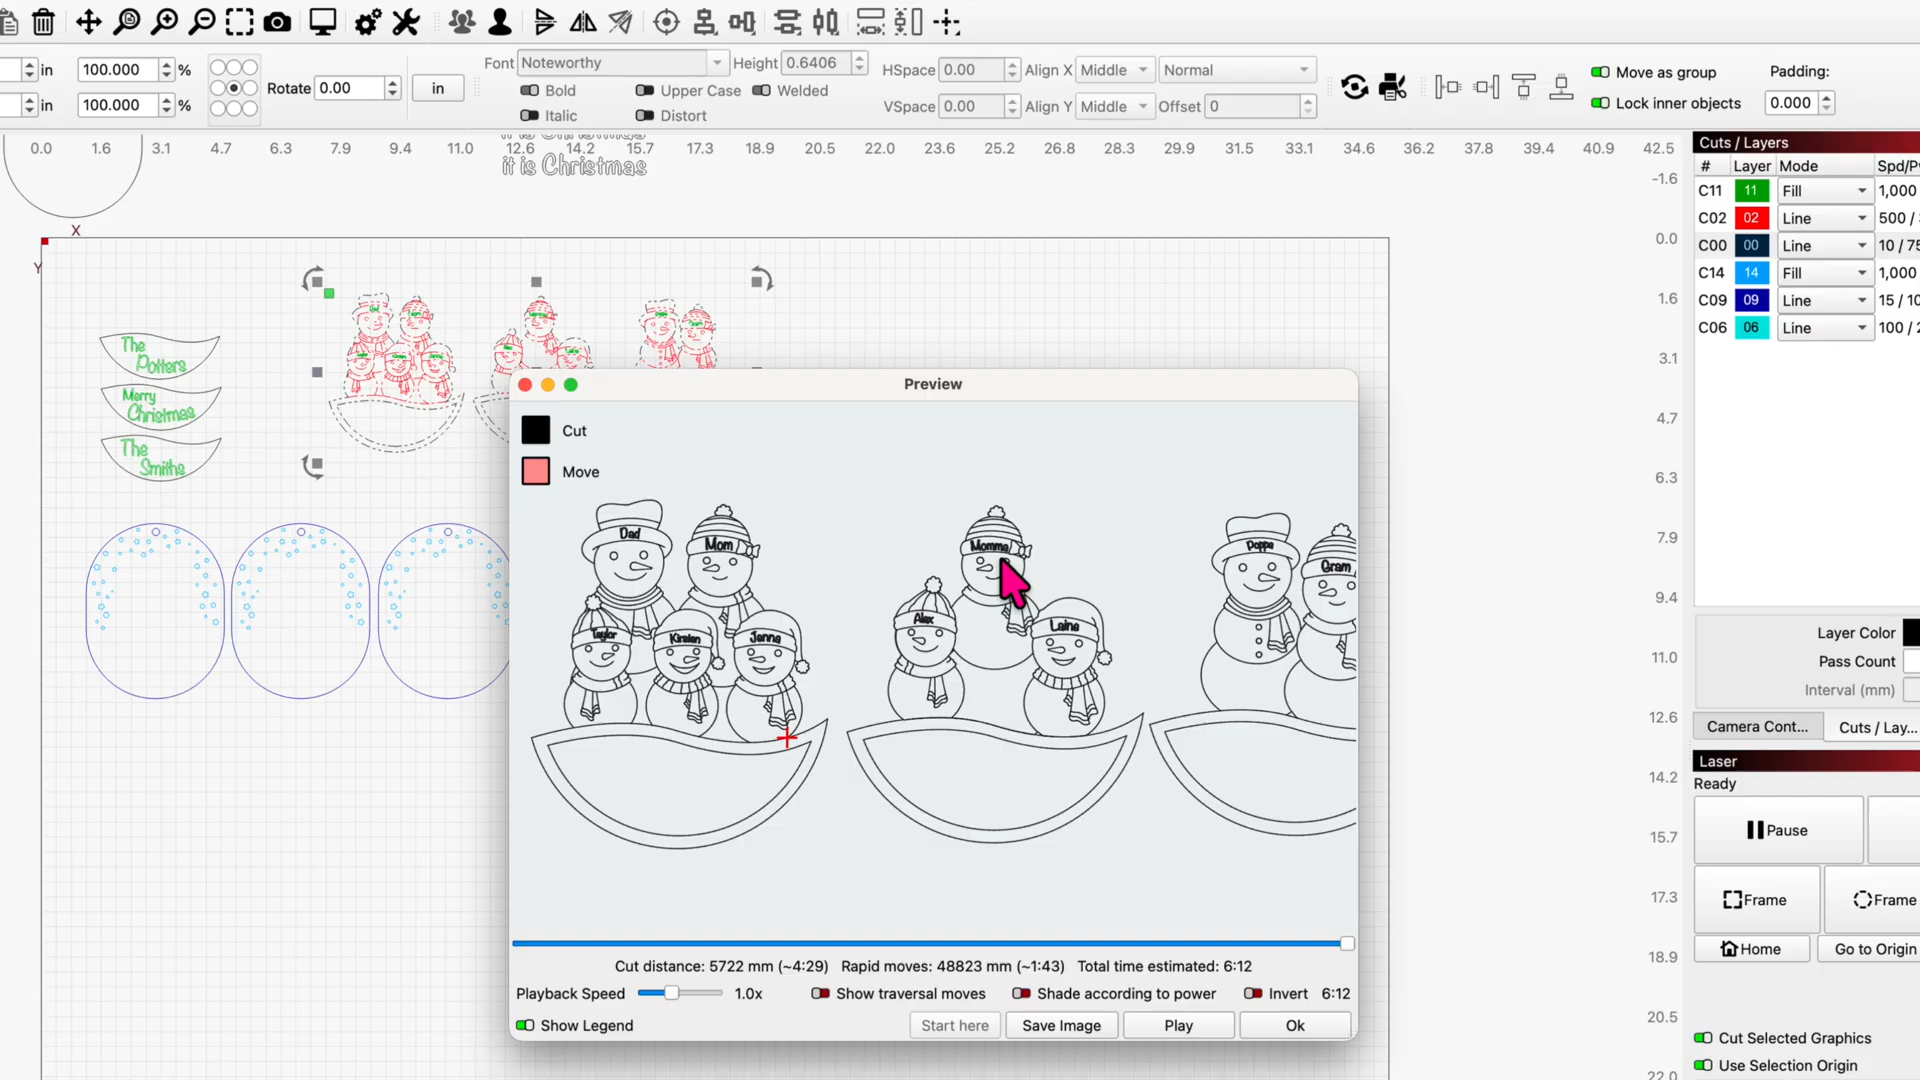 in
100.000
%
Rotate
0.00
in
in
100.000
%
Font
Noteworthy
Height
0.6406
Bold
Upper Case
Welded
Italic
Distort
HSpace
0.00
Align X
Middle
Normal
VSpace
0.00
Align Y
Middle
Offset
0
Move as group
Lock inner objects
Padding:
0.000
it is Christmas
0.0 1.6 3.1 4.7 6.3 7.9 9.4 11.0 12.6 14.2 15.7 17.3 18.9 20.5 22.0 23.6 25.2 26.8 28.3 29.9 31.5 33.1 34.6 36.2 37.8 39.4 40.9 42.5
it is Christmas
-1.6
0.0
1.6
3.1
4.7
6.3
7.9
9.4
11.0
12.6
14.2
15.7
17.3
18.9
20.5
22.0
X
Y
The
Potters
Merry
Christmas
The
Smiths
Preview
Cut
Move
Dad
Mom
Taylor
Kirsten
Jenna
Momma
Alex
Laine
Poppa
Gram
Cut distance: 5722 mm (~4:29) Rapid moves: 48823 mm (~1:43) Total time estimated: 6:12
Playback Speed
1.0x
Show traversal moves
Shade according to power
Invert
6:12
Show Legend
Start here
Save Image
Play
Ok
Cuts / Layers
# Layer Mode Spd/P
C11 11 Fill 1,000
C02 02 Line 500 /
C00 00 Line 10 / 75
C14 14 Fill 1,000
C09 09 Line 15 / 10
C06 06 Line 100 / 2
Layer Color
Pass Count
Interval (mm)
Camera Cont...
Cuts / Lay...
Laser
Ready
Pause
Frame
Frame
Home
Go to Origin
Cut Selected Graphics
Use Selection Origin